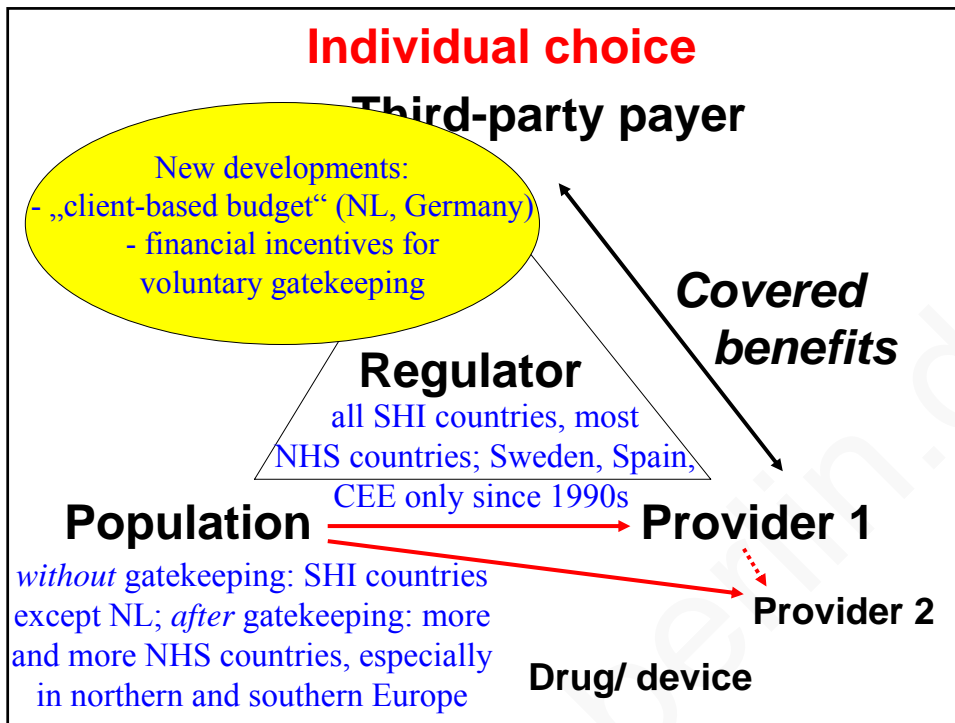 Individual choice
Third-party payer
New developments:
- „client-based budget“ (NL, Germany)
- financial incentives for
voluntary gatekeeping
Covered
benefits
Regulator
all SHI countries, most
NHS countries; Sweden, Spain,
CEE only since 1990s
Population
Provider 1
without gatekeeping: SHI countries
except NL; after gatekeeping: more
and more NHS countries, especially
in northern and southern Europe
Provider 2
Drug/ device